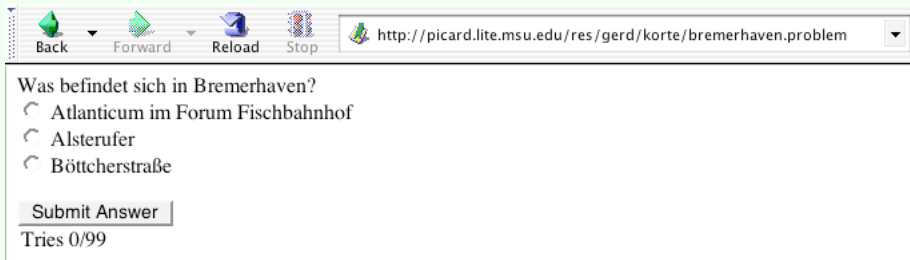 Back Forward Reload Stop http://picard.lite.msu.edu/res/gerd/korte/bremerhaven.problem
Was befindet sich in Bremerhaven?
Atlanticum im Forum Fischbahnhof
Alsterufer
Böttcherstraße
Submit Answer
Tries 0/99